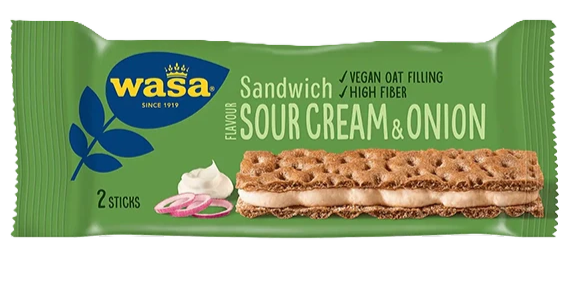 wasa®
SINCE 1919
Sandwich
✓ VEGAN OAT FILLING
✓ HIGH FIBER
FLAVOUR
SOUR CREAM & ONION
2 STICKS